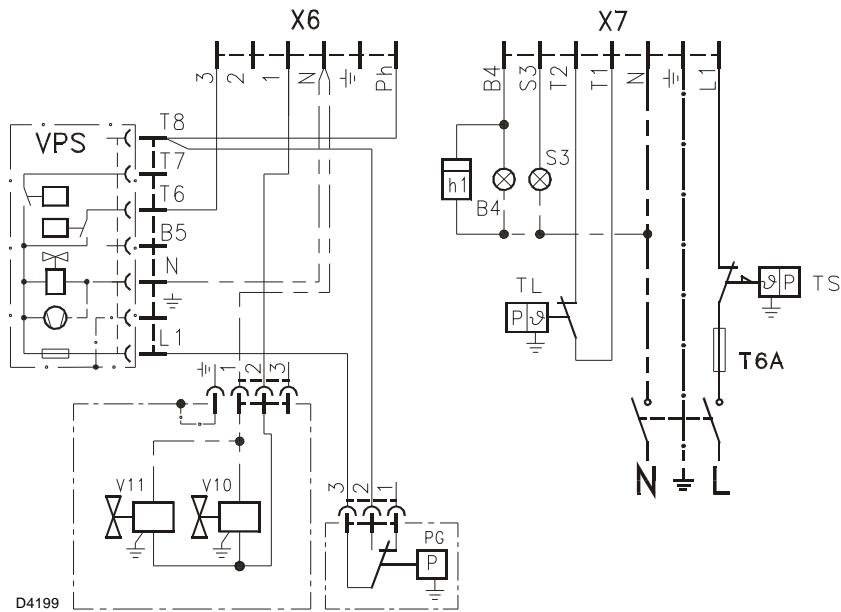 X6
X7
3
2
1
N
Ph
B4
S3
T2
T1
N
L1
VPS
T8
T7
T6
B5
N
L1
h1
B4
S3
TL
P ϑ
ϑ P
TS
T6A
N
L
1
2
3
V11
V10
3
2
1
PG
P
D4199